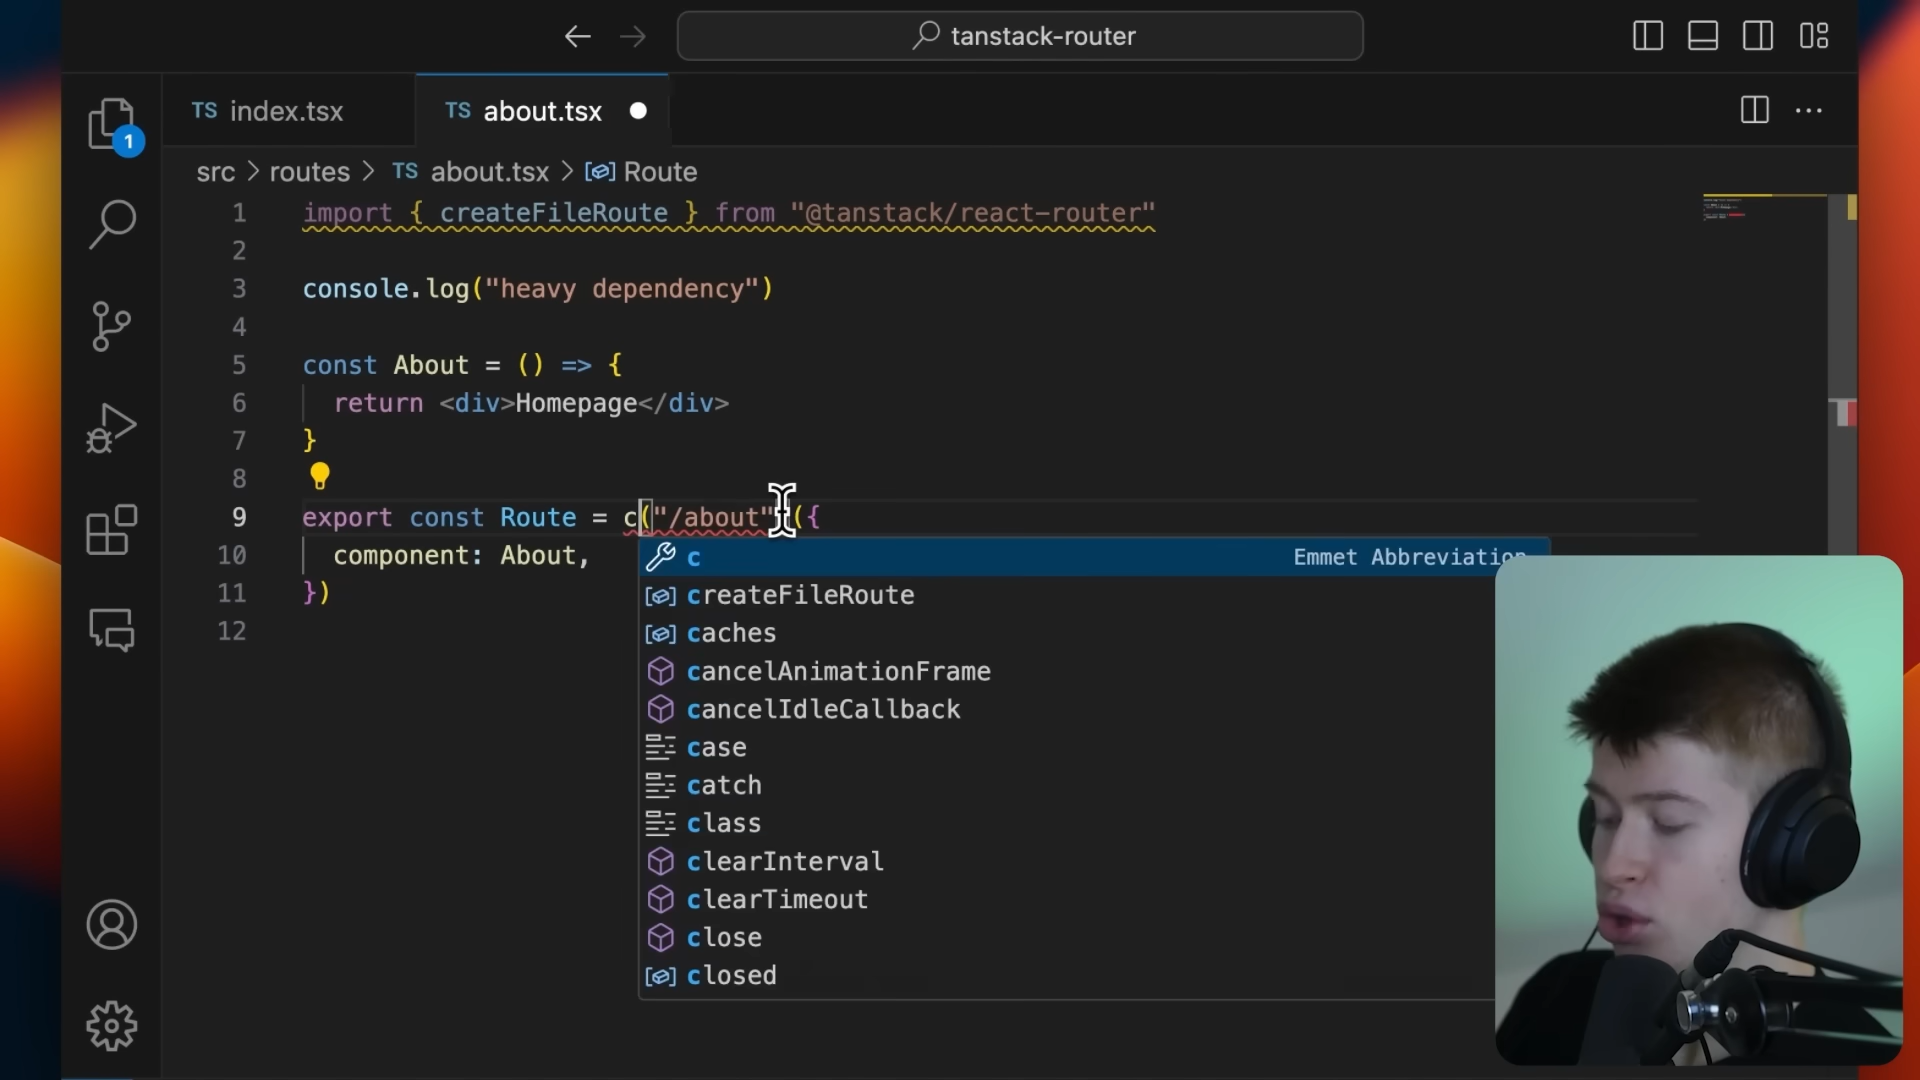 tanstack-router
TS index.tsx
TS about.tsx
1
src > routes > TS about.tsx > Route
1 import { createFileRoute } from "@tanstack/react-router"
2
3 console.log("heavy dependency")
4
5 const About = () => {
6 return <div>Homepage</div>
7 }
8
9 export const Route = c("/about")({
10 component: About,
11 })
12
c Emmet Abbreviation
createFileRoute
caches
cancelAnimationFrame
cancelIdleCallback
case
catch
class
clearInterval
clearTimeout
close
closed